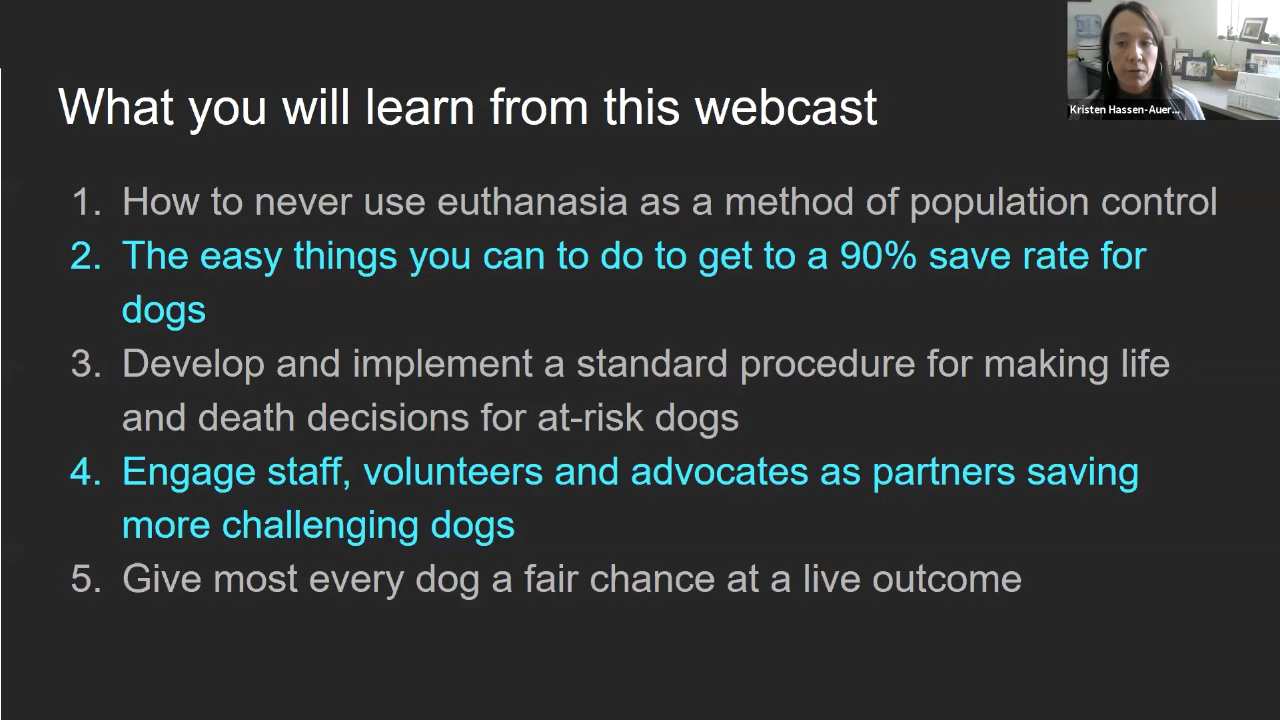 What you will learn from this webcast
Kristen Hassen-Auer...
1. How to never use euthanasia as a method of population control
2. The easy things you can to do to get to a 90% save rate for
dogs
3. Develop and implement a standard procedure for making life
and death decisions for at-risk dogs
4. Engage staff, volunteers and advocates as partners saving
more challenging dogs
5. Give most every dog a fair chance at a live outcome